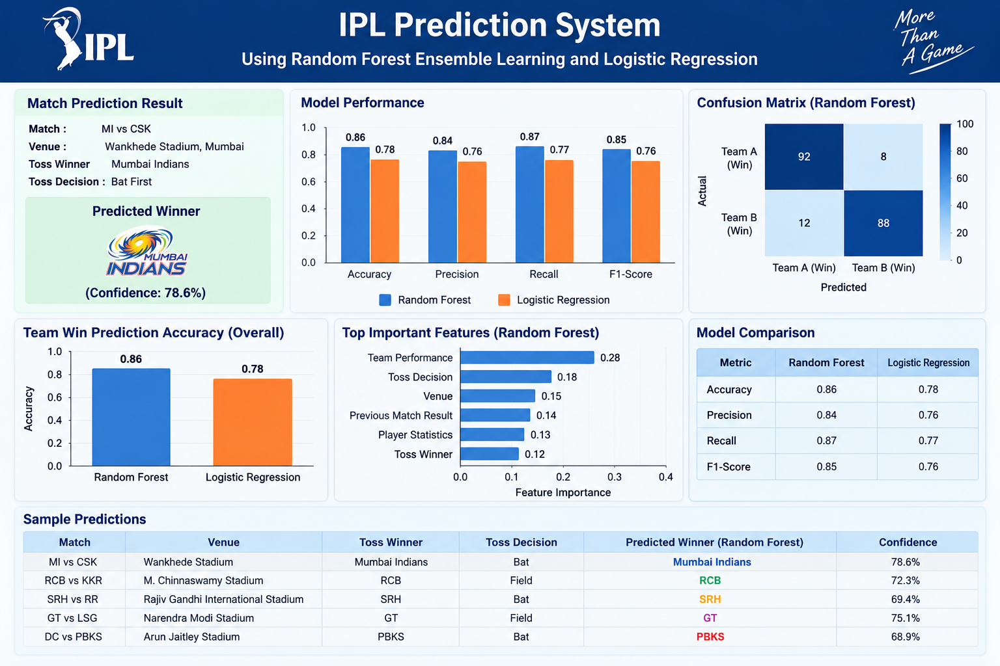 IPL
IPL Prediction System
Using Random Forest Ensemble Learning and Logistic Regression
More
Than
A Game
Match Prediction Result
Match : MI vs CSK
Venue : Wankhede Stadium, Mumbai
Toss Winner Mumbai Indians
Toss Decision : Bat First
Predicted Winner
MUMBAI
INDIANS
(Confidence: 78.6%)
Model Performance
1.0
0.8
0.6
0.4
0.2
0.0
0.86 0.78 0.84 0.76 0.87 0.77 0.85 0.76
Accuracy Precision Recall F1-Score
Random Forest Logistic Regression
Confusion Matrix (Random Forest)
Actual
Team A
(Win)
92 8
Team B
(Win)
12 88
Team A (Win) Team B (Win)
Predicted
100
80
60
40
20
0
Team Win Prediction Accuracy (Overall)
Accuracy
1.0
0.8
0.6
0.4
0.2
0.0
0.86 0.78
Random Forest Logistic Regression
Top Important Features (Random Forest)
Team Performance 0.28
Toss Decision 0.18
Venue 0.15
Previous Match Result 0.14
Player Statistics 0.13
Toss Winner 0.12
0.0 0.1 0.2 0.3 0.4
Feature Importance
Model Comparison
Metric Random Forest Logistic Regression
Accuracy 0.86 0.78
Precision 0.84 0.76
Recall 0.87 0.77
F1-Score 0.85 0.76
Sample Predictions
Match Venue Toss Winner Toss Decision Predicted Winner (Random Forest) Confidence
MI vs CSK Wankhede Stadium Mumbai Indians Bat Mumbai Indians 78.6%
RCB vs KKR M. Chinnaswamy Stadium RCB Field RCB 72.3%
SRH vs RR Rajiv Gandhi International Stadium SRH Bat SRH 69.4%
GT vs LSG Narendra Modi Stadium GT Field GT 75.1%
DC vs PBKS Arun Jaitley Stadium PBKS Bat PBKS 68.9%